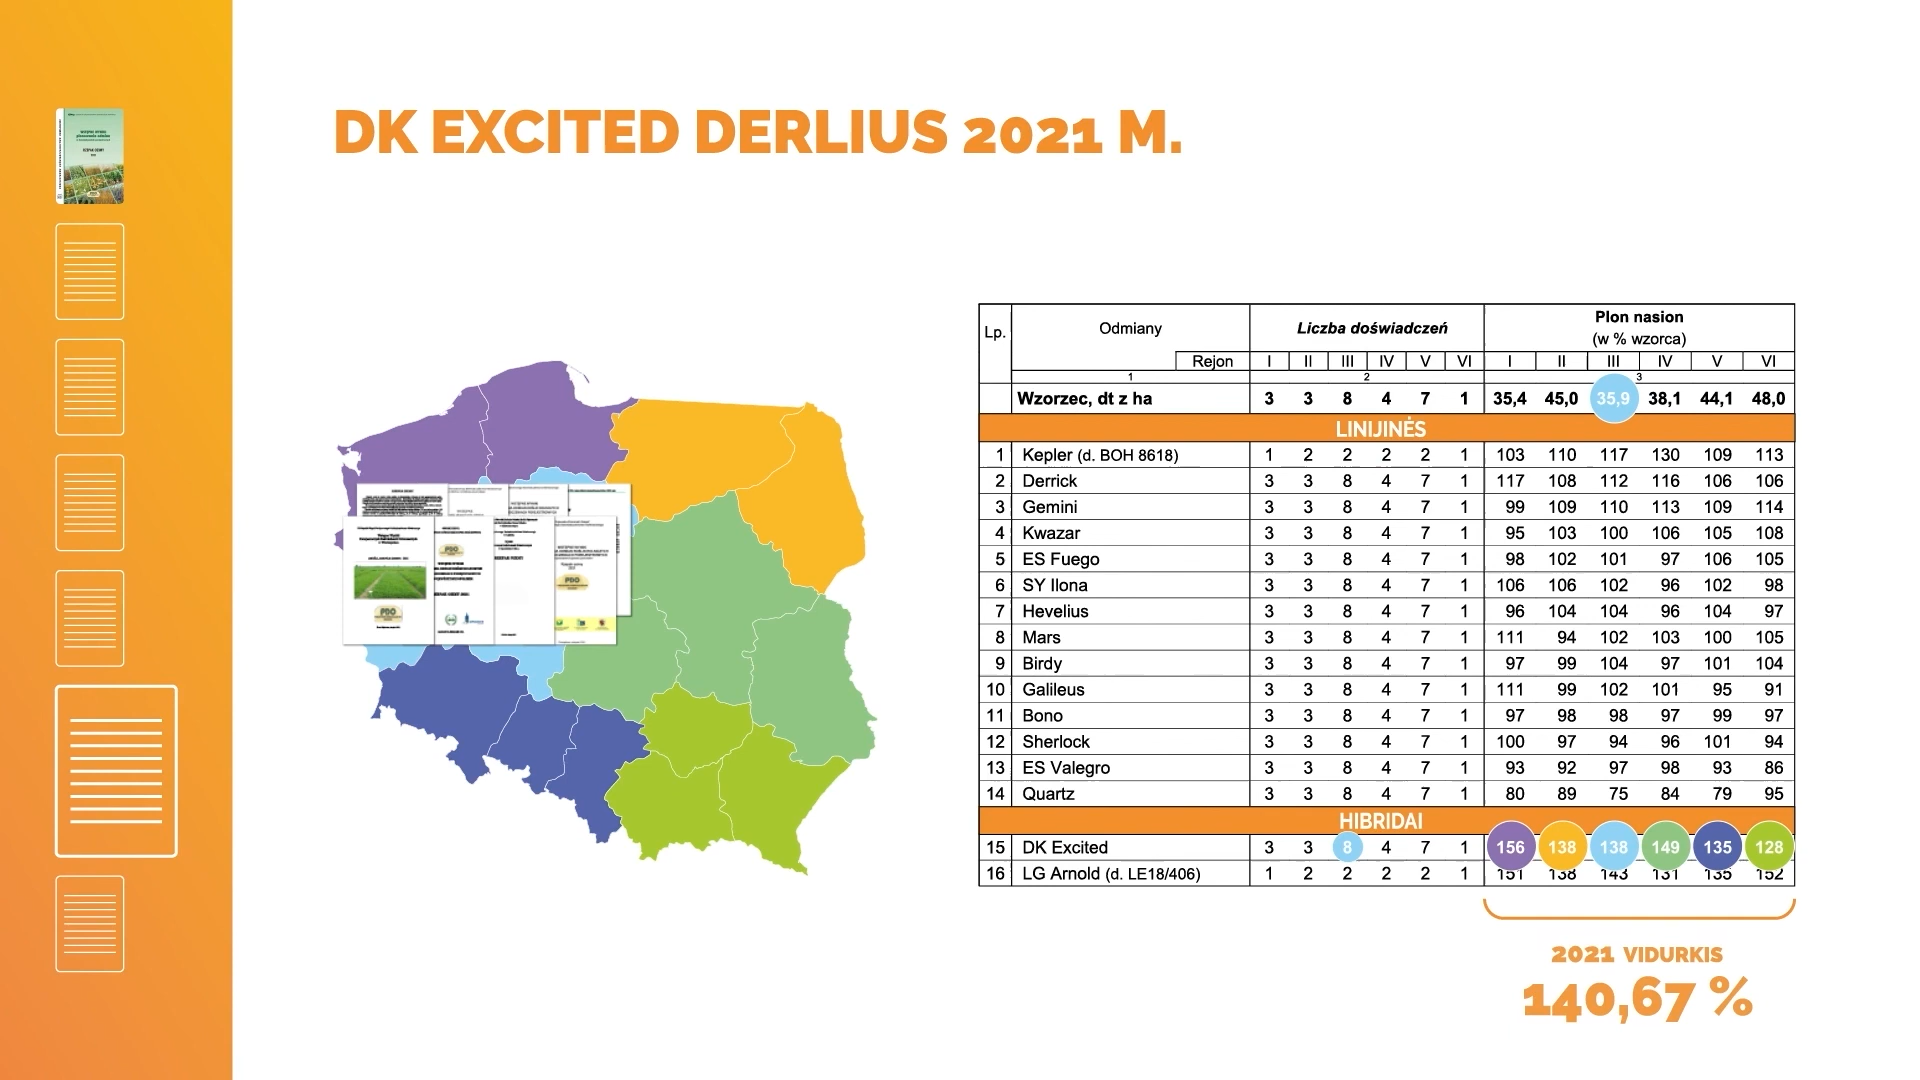 DK EXCITED DERLIUS 2021 M.
Lp. Odmiany Liczba doświadczeń Plon nasion
(w % wzorca)
Rejon I II III IV V VI I II III IV V VI
1 2 3
Wzorzec, dt z ha 3 3 8 4 7 1 35,4 45,0 35,9 38,1 44,1 48,0
LINIJINĖS
1 Kepler (d. BOH 8618) 1 2 2 2 2 1 103 110 117 130 109 113
2 Derrick 3 3 8 4 7 1 117 108 112 116 106 106
3 Gemini 3 3 8 4 7 1 99 109 110 113 109 114
4 Kwazar 3 3 8 4 7 1 95 103 100 106 105 108
5 ES Fuego 3 3 8 4 7 1 98 102 101 97 106 105
6 SY Ilona 3 3 8 4 7 1 106 106 102 96 102 98
7 Hevelius 3 3 8 4 7 1 96 104 104 96 104 97
8 Mars 3 3 8 4 7 1 111 94 102 103 100 105
9 Birdy 3 3 8 4 7 1 97 99 104 97 101 104
10 Galileus 3 3 8 4 7 1 111 99 102 101 95 91
11 Bono 3 3 8 4 7 1 97 98 98 97 99 97
12 Sherlock 3 3 8 4 7 1 100 97 94 96 101 94
13 ES Valegro 3 3 8 4 7 1 93 92 97 98 93 86
14 Quartz 3 3 8 4 7 1 80 89 75 84 79 95
HIBRIDAI
15 DK Excited 3 3 8 4 7 1 156 138 138 149 135 128
16 LG Arnold (d. LE18/406) 1 2 2 2 2 1 151 138 143 131 135 152
2021 VIDURKIS
140,67 %
PDO
PDO
PDO